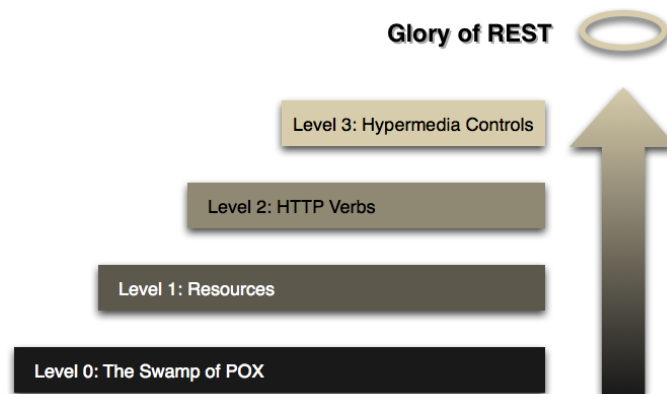 Glory of REST
Level 3: Hypermedia Controls
Level 2: HTTP Verbs
Level 1: Resources
Level 0: The Swamp of POX